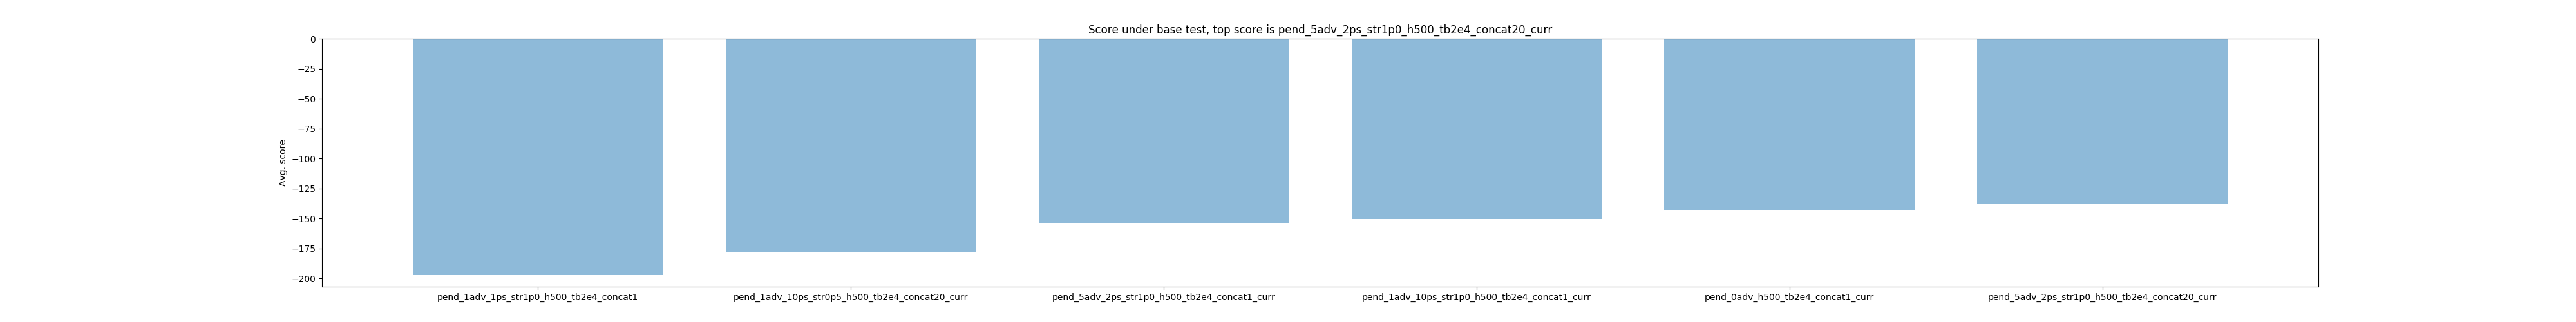 Score under base test, top score is pend_5adv_2ps_str1p0_h500_tb2e4_concat20_curr
0
−25
−50
−75
−100
−125
−150
−175
−200
Avg. score
pend_1adv_1ps_str1p0_h500_tb2e4_concat1
pend_1adv_10ps_str0p5_h500_tb2e4_concat20_curr
pend_5adv_2ps_str1p0_h500_tb2e4_concat1_curr
pend_1adv_10ps_str1p0_h500_tb2e4_concat1_curr
pend_0adv_h500_tb2e4_concat1_curr
pend_5adv_2ps_str1p0_h500_tb2e4_concat20_curr